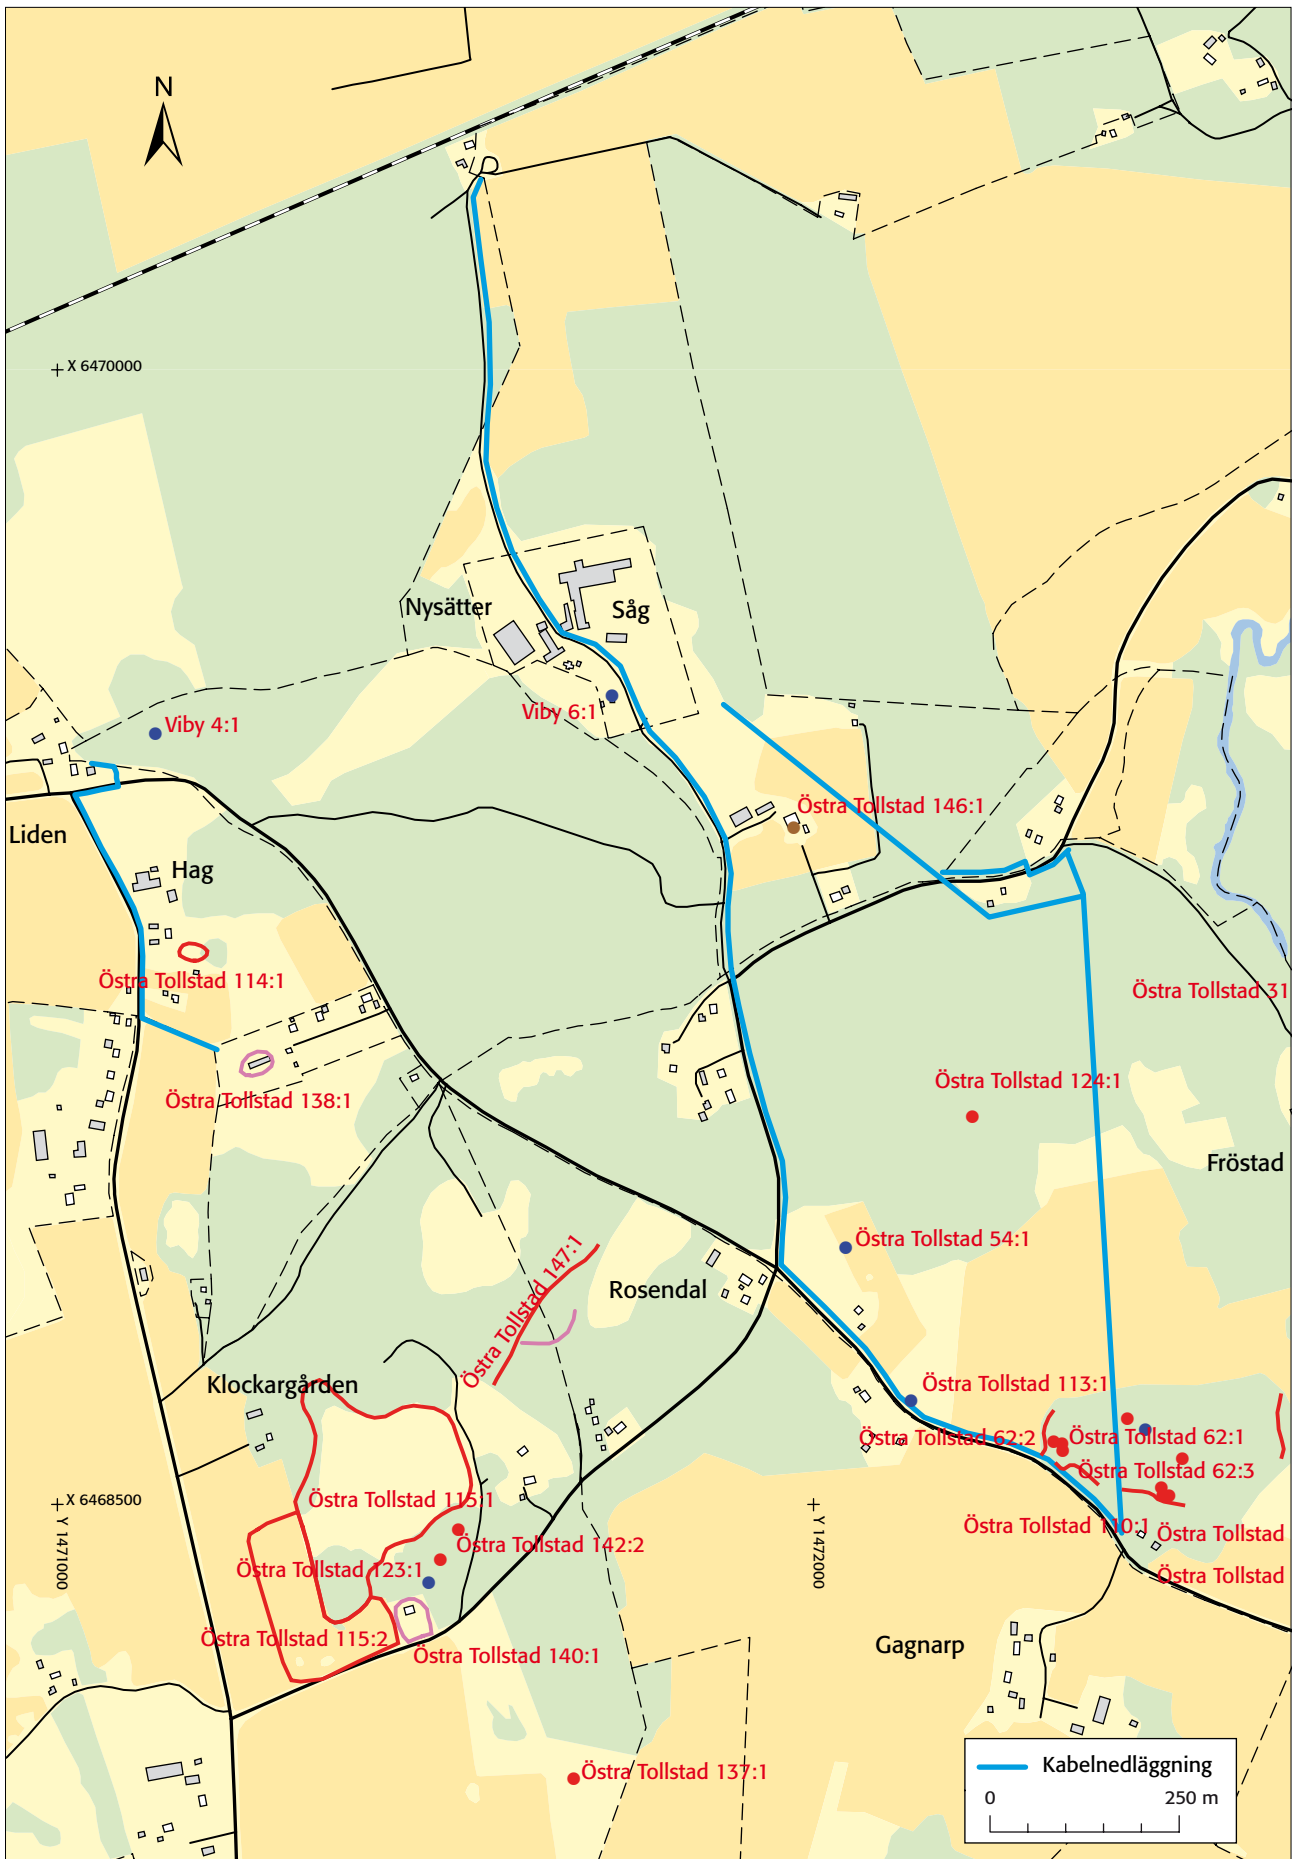 N
X 6470000
Nysätter
Såg
Viby 4:1
Viby 6:1
Östra Tollstad 146:1
Liden
Hag
Östra Tollstad 114:1
Östra Tollstad 31
Östra Tollstad 138:1
Östra Tollstad 124:1
Fröstad
Östra Tollstad 54:1
Östra Tollstad 147:1
Rosendal
Klockargården
Östra Tollstad 113:1
Östra Tollstad 62:2
Östra Tollstad 62:1
Östra Tollstad 62:3
X 6468500
Y 1471000
Y 1472000
Östra Tollstad 115:1
Östra Tollstad 110:1
Östra Tollstad
Östra Tollstad 142:2
Östra Tollstad 123:1
Östra Tollstad
Östra Tollstad 115:2
Östra Tollstad 140:1
Gagnarp
Östra Tollstad 137:1
Kabelnedläggning
0 250 m